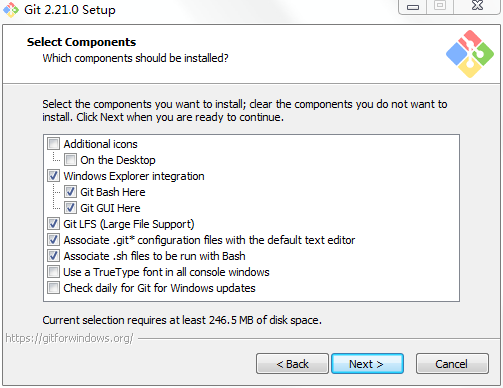 Git 2.21.0 Setup
Select Components
Which components should be installed?
Select the components you want to install; clear the components you do not want to
install. Click Next when you are ready to continue.
Additional icons
On the Desktop
Windows Explorer integration
Git Bash Here
Git GUI Here
Git LFS (Large File Support)
Associate .git* configuration files with the default text editor
Associate .sh files to be run with Bash
Use a TrueType font in all console windows
Check daily for Git for Windows updates
Current selection requires at least 246.5 MB of disk space.
https://gitforwindows.org/
< Back
Next >
Cancel